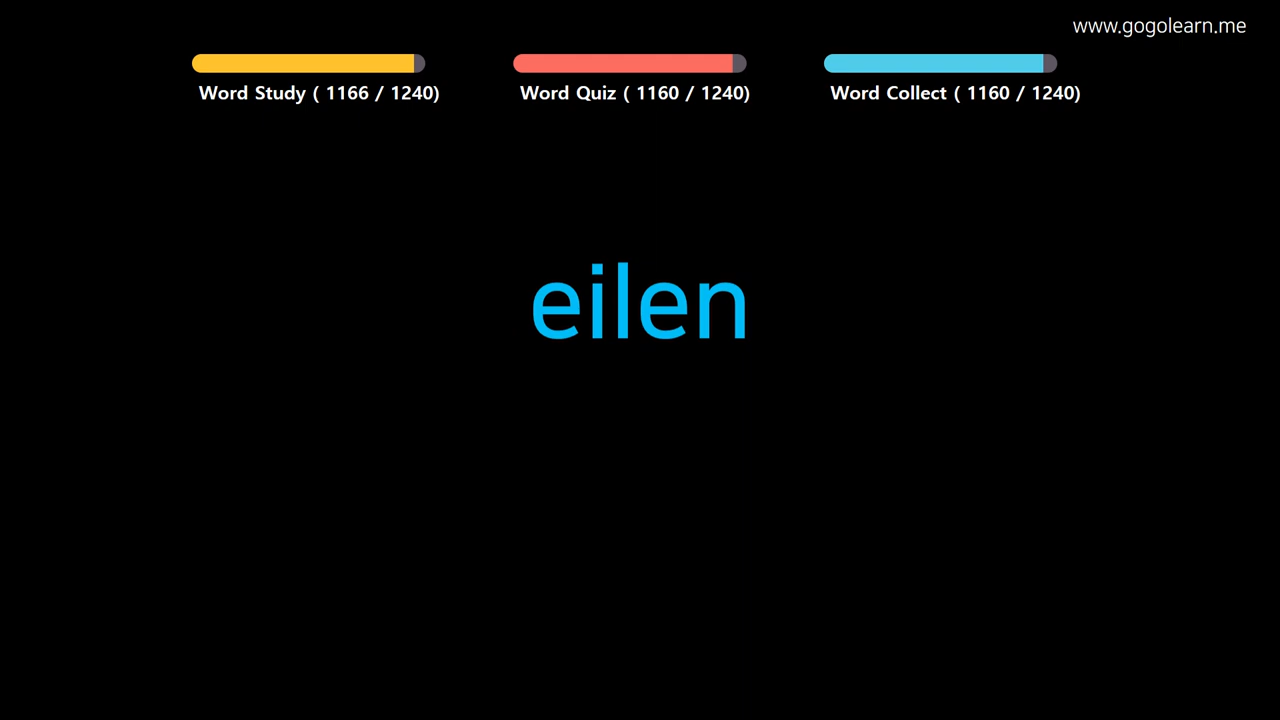 www.gogolearn.me
Word Study ( 1166 / 1240)
Word Quiz ( 1160 / 1240)
Word Collect ( 1160 / 1240)
eilen